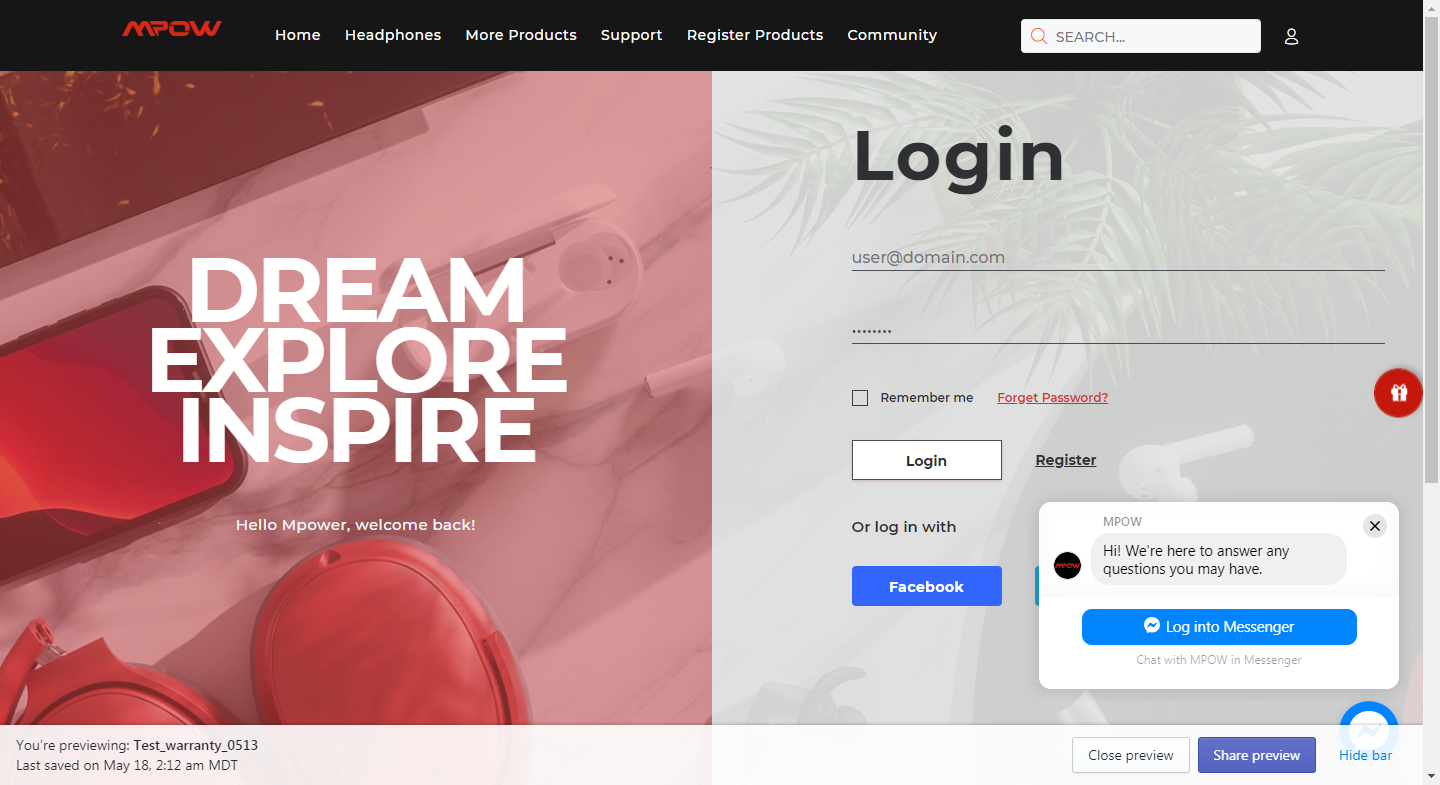 MPOW
Home
Headphones
More Products
Support
Register Products
Community
SEARCH...
DREAM
EXPLORE
INSPIRE
Hello Mpower, welcome back!
Login
user@domain.com
........
Remember me
Forget Password?
Login
Register
Or log in with
Facebook
MPOW
MPOW
Hi! We're here to answer any
questions you may have.
Log into Messenger
Chat with MPOW in Messenger
You're previewing: Test_warranty_0513
Last saved on May 18, 2:12 am MDT
Close preview
Share preview
Hide bar